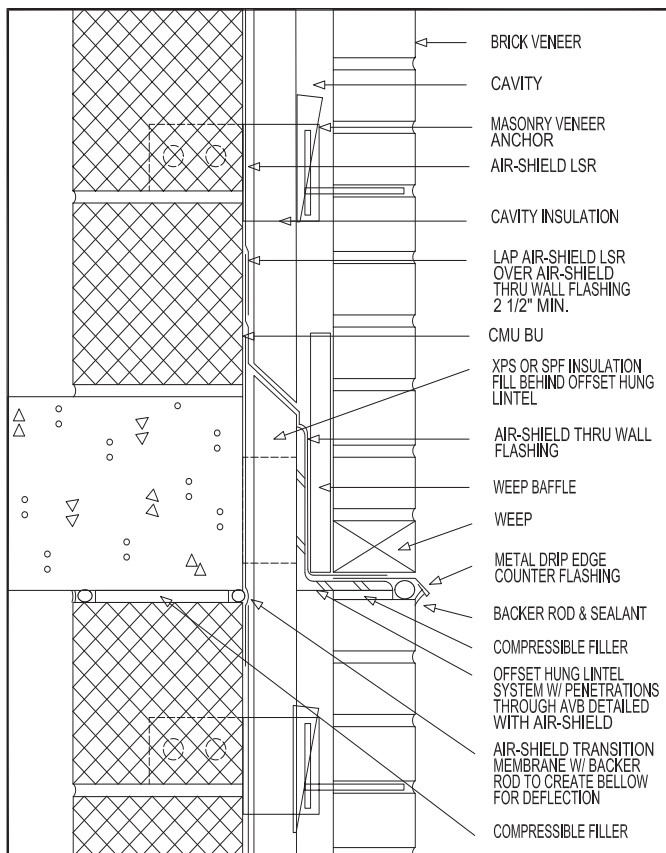 BRICK VENEER
CAVITY
MASONRY VENEER
ANCHOR
AIR-SHIELD LSR
CAVITY INSULATION
LAP AIR-SHIELD LSR
OVER AIR-SHIELD
THRU WALL FLASHING
2 1/2" MIN.
CMU BU
XPS OR SPF INSULATION
FILL BEHIND OFFSET HUNG
LINTEL
AIR-SHIELD THRU WALL
FLASHING
WEEP BAFFLE
WEEP
METAL DRIP EDGE
COUNTER FLASHING
BACKER ROD & SEALANT
COMPRESSIBLE FILLER
OFFSET HUNG LINTEL
SYSTEM W/ PENETRATIONS
THROUGH AVB DETAILED
WITH AIR-SHIELD
AIR-SHIELD TRANSITION
MEMBRANE W/ BACKER
ROD TO CREATE BELLOW
FOR DEFLECTION
COMPRESSIBLE FILLER